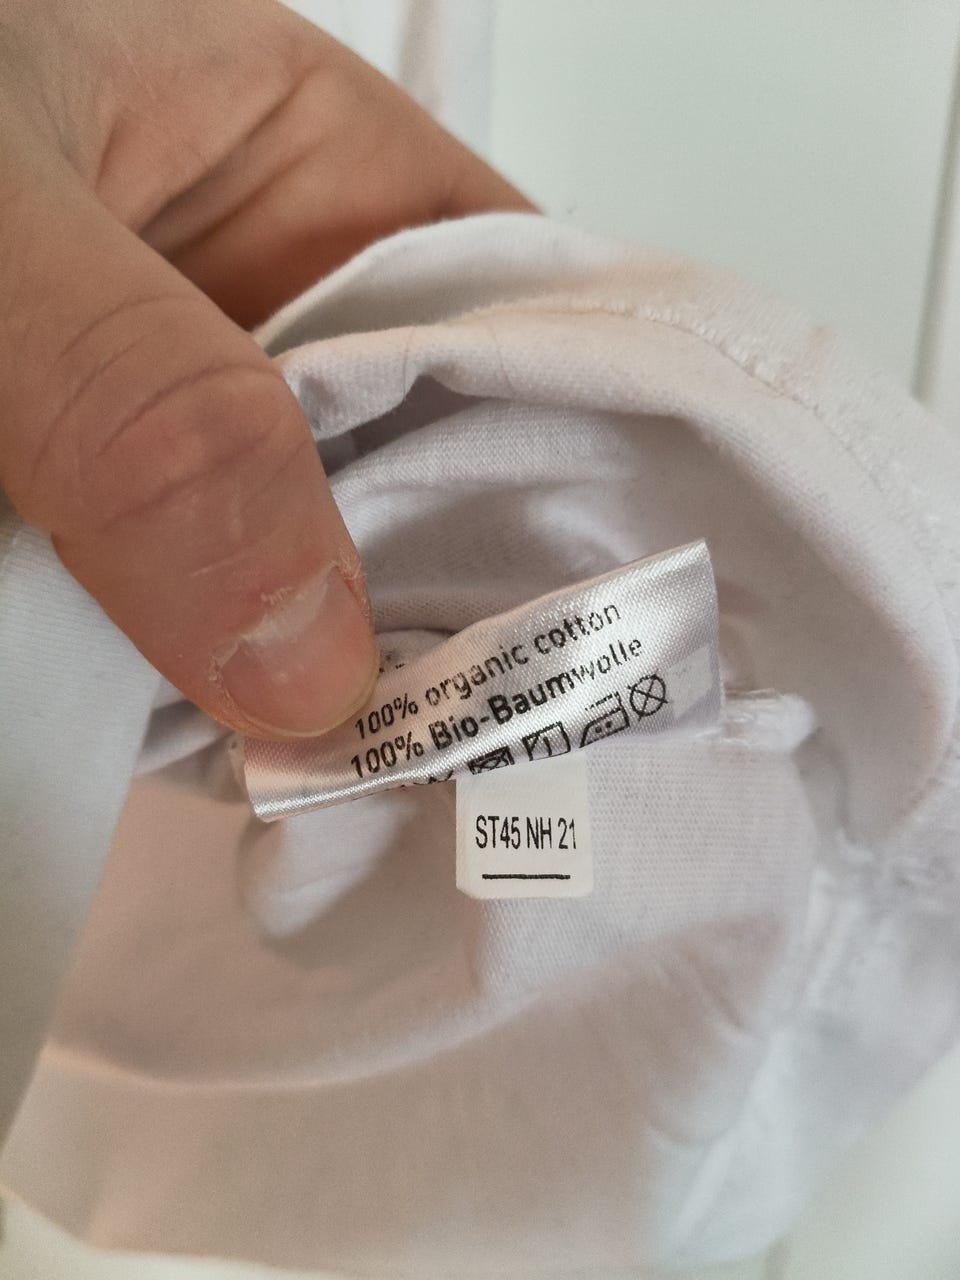 100% organic cotton
100% Bio-Baumwolle
ST45 NH 21